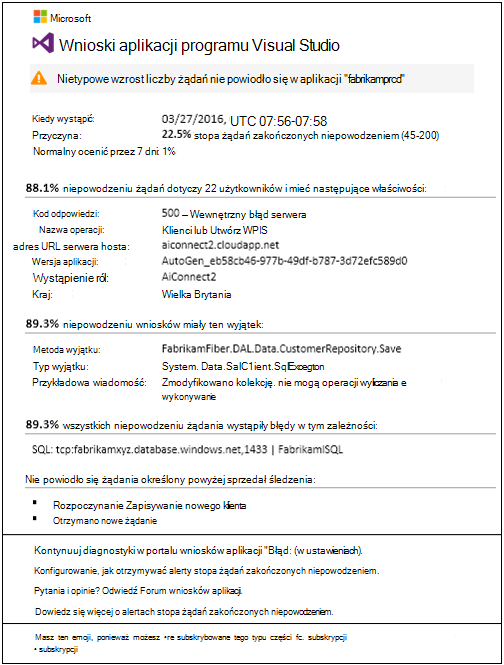 Microsoft
Wnioski aplikacji programu Visual Studio
Nietypowe wzrost liczby żądań nie powiodło się w aplikacji "fabrikamprod"
Kiedy wystąpić: 03/27/2016, UTC 07:56-07:58
Przyczyna: 22.5% stopa żądań zakończonych niepowodzeniem (45-200)
Normalny ocenić przez 7 dni: 1%
88.1% niepowodzeniu żądań dotyczy 22 użytkowników i mieć następujące właściwości:
Kod odpowiedzi: 500 – Wewnętrzny błąd serwera
Nazwa operacji: Klienci lub Utwórz WPIS
adres URL serwera hosta: aiconnect2.cloudapp.net
Wersja aplikacji: AutoGen_eb58cb46-977b-49df-b787-3d72efc589d0
Wystąpienie ról: AiConnect2
Kraj: Wielka Brytania
89.3% niepowodzeniu wniosków miały ten wyjątek:
Metoda wyjątku: FabrikamFiber.DAL.Data.CustomerRepository.Save
Typ wyjątku: System. Data.SalC1ient.SqlExcegton
Przykładowa wiadomość: Zmodyfikowano kolekcję. nie mogą operacji wyliczania e
wykonywanie
89.3% wszystkich niepowodzeniu żądania wystąpiły błędy w tym zależności:
SQL: tcp:fabrikamxyz.database.windows.net,1433 | FabrikamISQL
Nie powiodło się żądania określony powyżej sprzedał śledzenia:
Rozpoczynanie Zapisywanie nowego klienta
Otrzymano nowe żądanie
Kontynuuj diagnostyki w portalu wniosków aplikacji "Błąd: (w ustawieniach).
Konfigurowanie, jak otrzymywać alerty stopa żądań zakończonych niepowodzeniem.
Pytania i opinie? Odwiedź Forum wniosków aplikacji.
Dowiedz się więcej o alertach stopa żądań zakończonych niepowodzeniem.
Masz ten emoji, ponieważ możesz •re subskrybowane tego typu części fc. subskrypcji
• subskrypcji